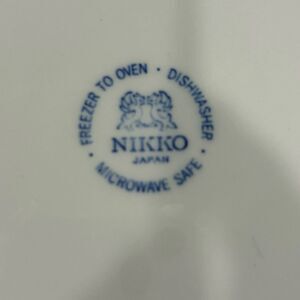 FREEZER TO OVEN · DISHWASHER · MICROWAVE SAFE ·
NIKKO
JAPAN